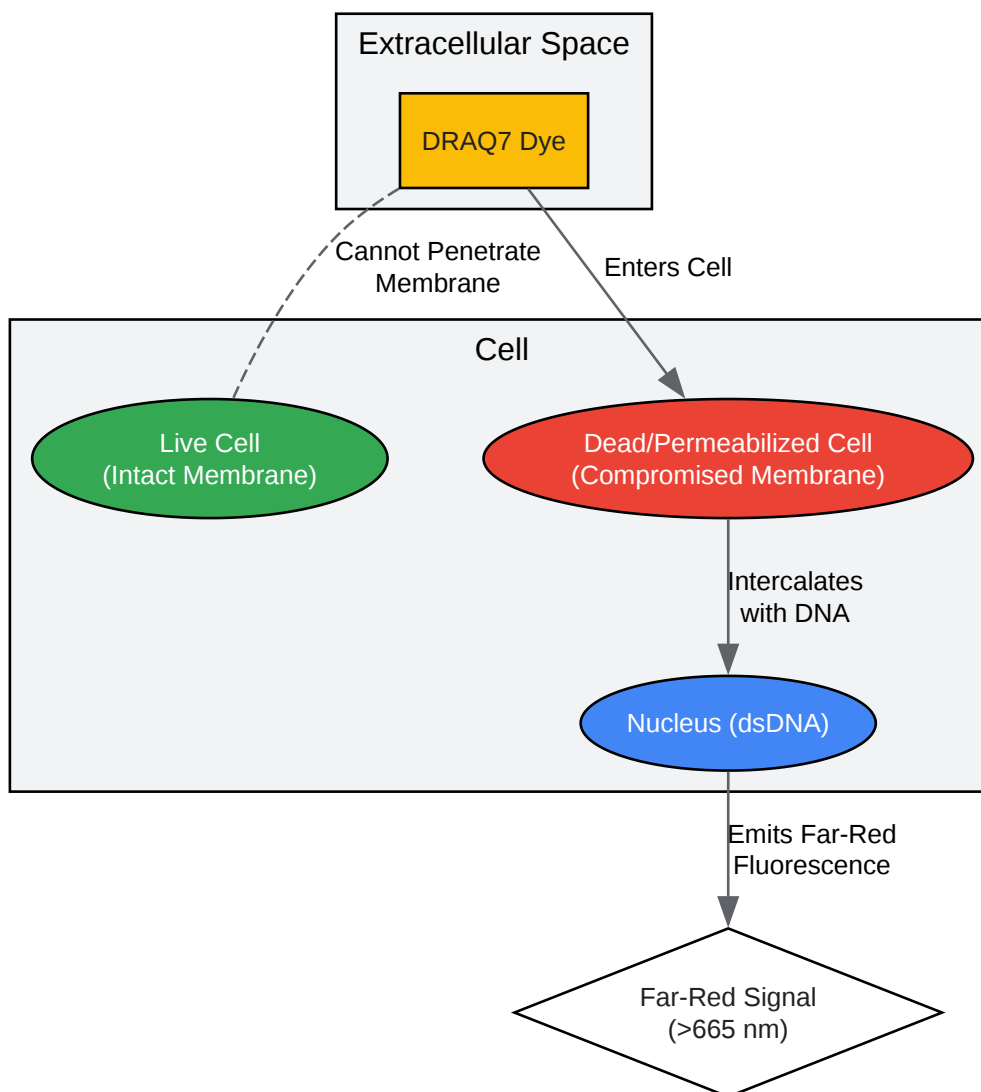 Extracellular Space
DRAQ7 Dye
Cannot Penetrate
Membrane
Enters Cell
Cell
Live Cell
(Intact Membrane)
Dead/Permeabilized Cell
(Compromised Membrane)
Intercalates
with DNA
Nucleus (dsDNA)
Emits Far-Red
Fluorescence
Far-Red Signal
(>665 nm)